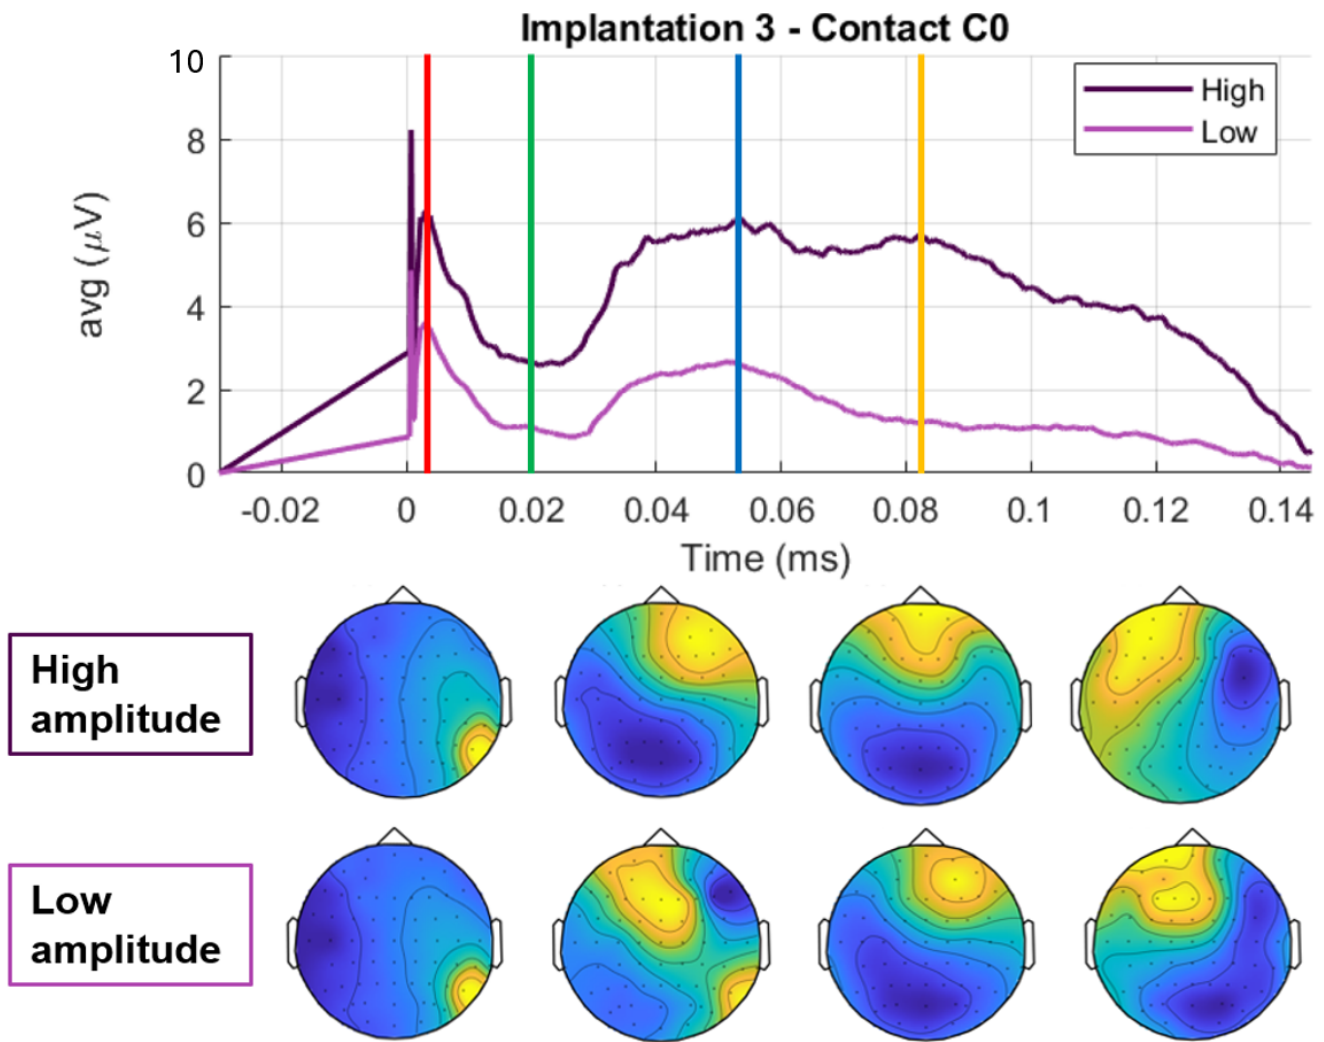 Implantation 3 - Contact C0
10
8
6
4
2
0
avg (μV)
High
Low
-0.02 0 0.02 0.04 0.06 0.08 0.1 0.12 0.14
Time (ms)
High
amplitude
Low
amplitude